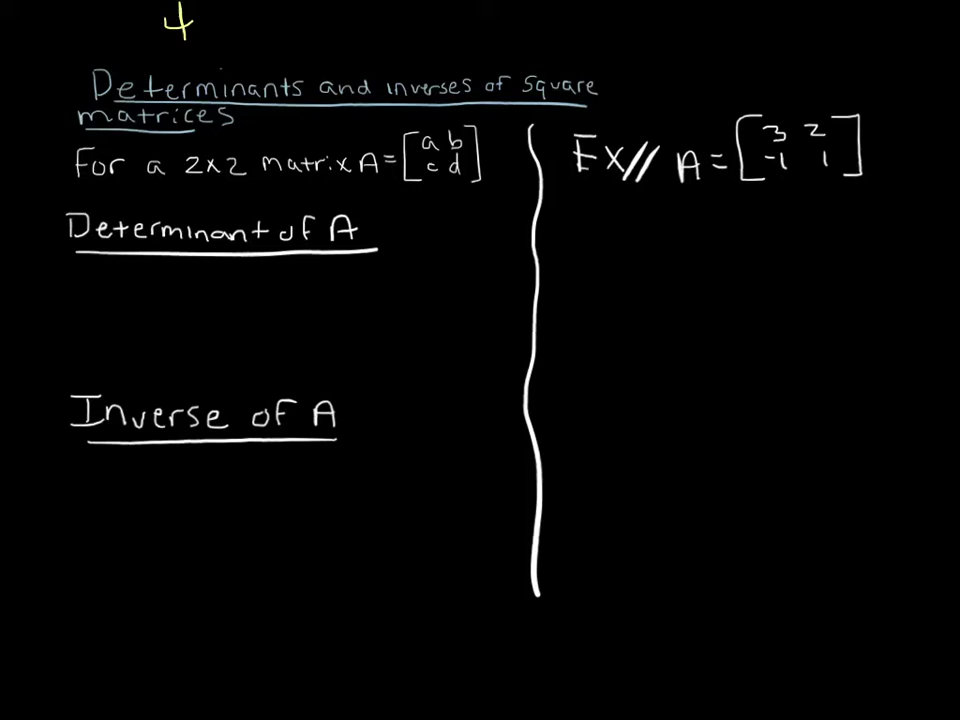 4
Determinants and inverses of square
matrices
For a 2x2 matrix A = [a b
c d]
Determinant of A
Inverse of A
Ex// A = [3 2
-1 1]